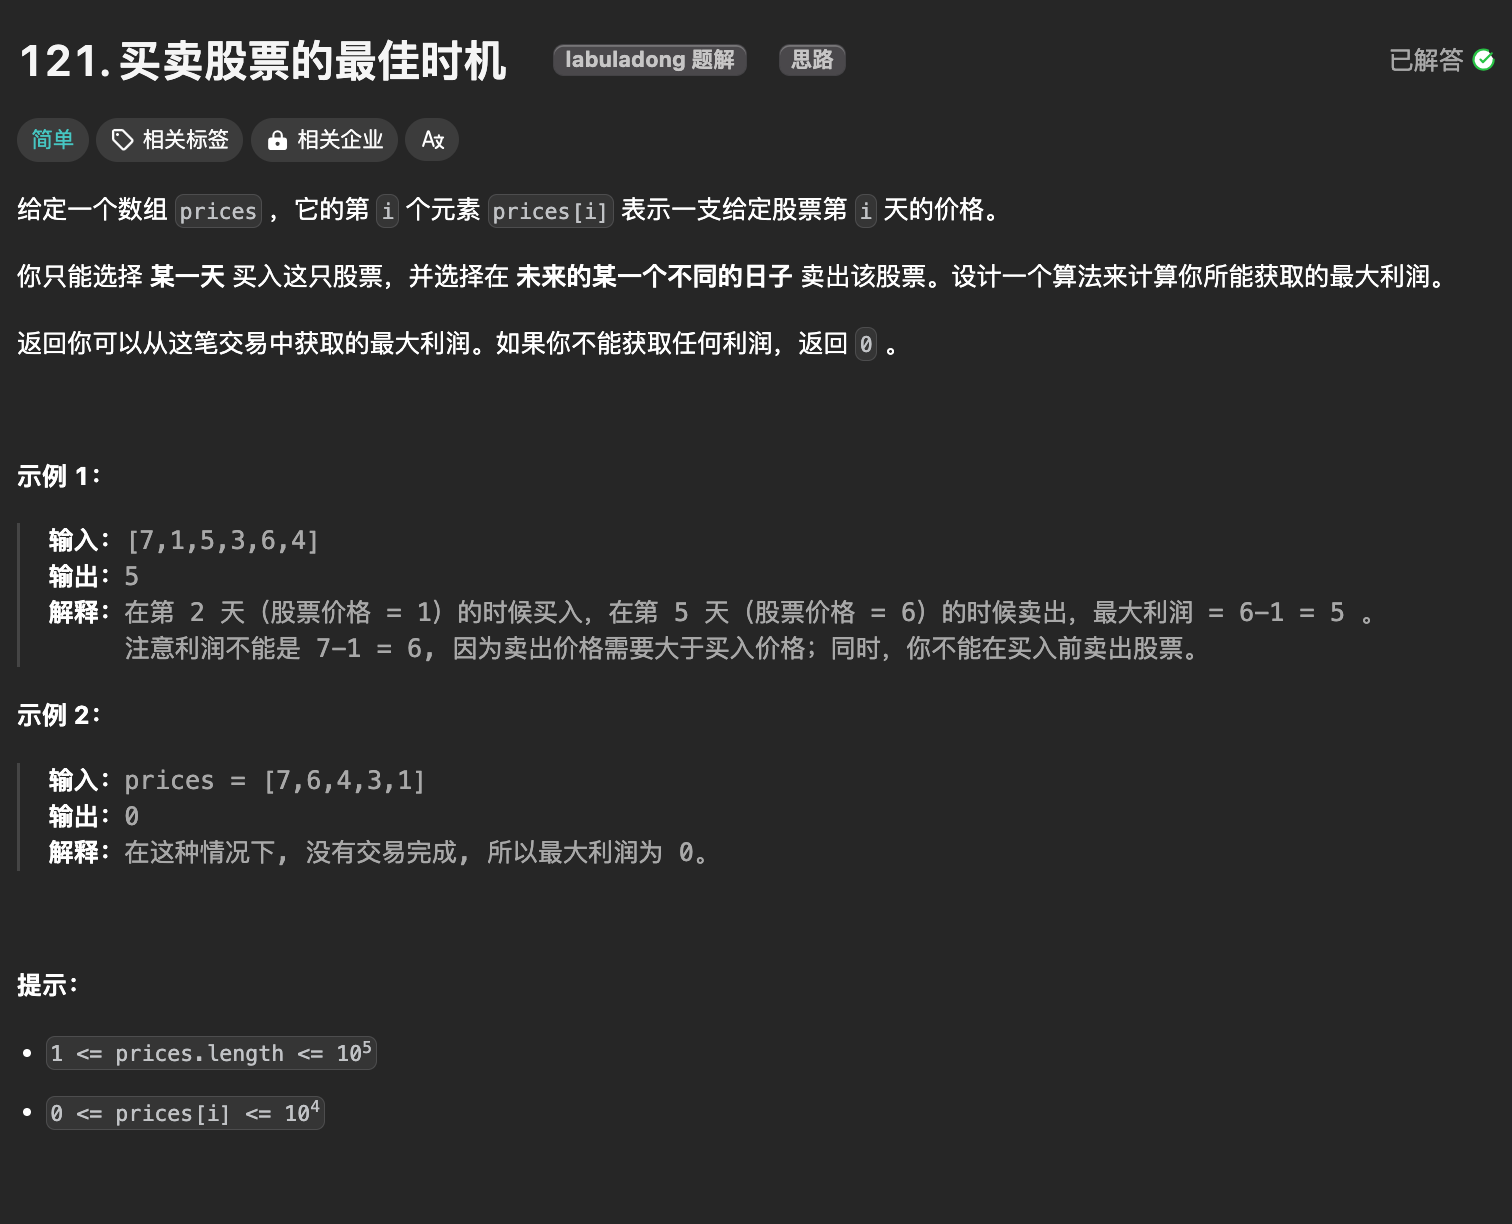 121. 买卖股票的最佳时机 labuladong 题解 思路 已解答
简单 相关标签 相关企业 A文
给定一个数组 prices ，它的第 i 个元素 prices[i] 表示一支给定股票第 i 天的价格。
你只能选择 某一天 买入这只股票，并选择在 未来的某一个不同的日子 卖出该股票。设计一个算法来计算你所能获取的最大利润。
返回你可以从这笔交易中获取的最大利润。如果你不能获取任何利润，返回 0 。
示例 1：
输入：[7,1,5,3,6,4]
输出：5
解释：在第 2 天（股票价格 = 1）的时候买入，在第 5 天（股票价格 = 6）的时候卖出，最大利润 = 6-1 = 5 。
注意利润不能是 7-1 = 6, 因为卖出价格需要大于买入价格；同时，你不能在买入前卖出股票。
示例 2：
输入：prices = [7,6,4,3,1]
输出：0
解释：在这种情况下, 没有交易完成, 所以最大利润为 0。
提示：
• 1 <= prices.length <= 10⁵
• 0 <= prices[i] <= 10⁴